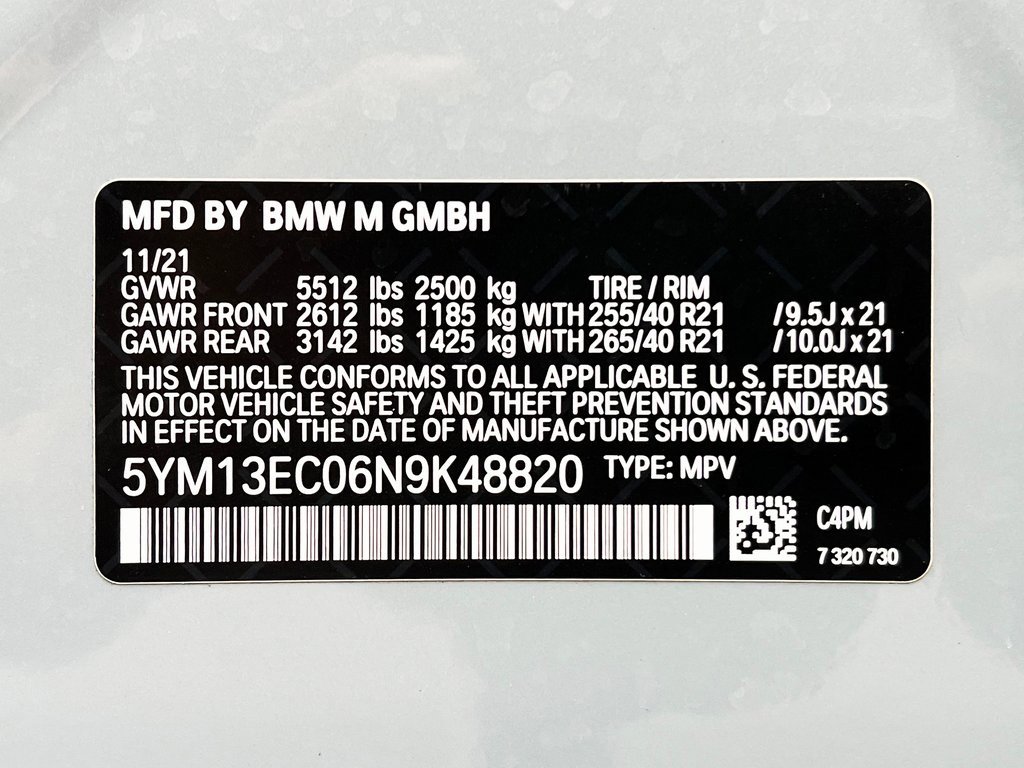 MFD BY BMW M GMBH
11/21
GVWR 5512 lbs 2500 kg TIRE / RIM
GAWR FRONT 2612 lbs 1185 kg WITH 255/40 R21 /9.5J x 21
GAWR REAR 3142 lbs 1425 kg WITH 265/40 R21 /10.0J x 21
THIS VEHICLE CONFORMS TO ALL APPLICABLE U. S. FEDERAL
MOTOR VEHICLE SAFETY AND THEFT PREVENTION STANDARDS
IN EFFECT ON THE DATE OF MANUFACTURE SHOWN ABOVE.
5YM13EC06N9K48820 TYPE: MPV
C4PM
7 320 730